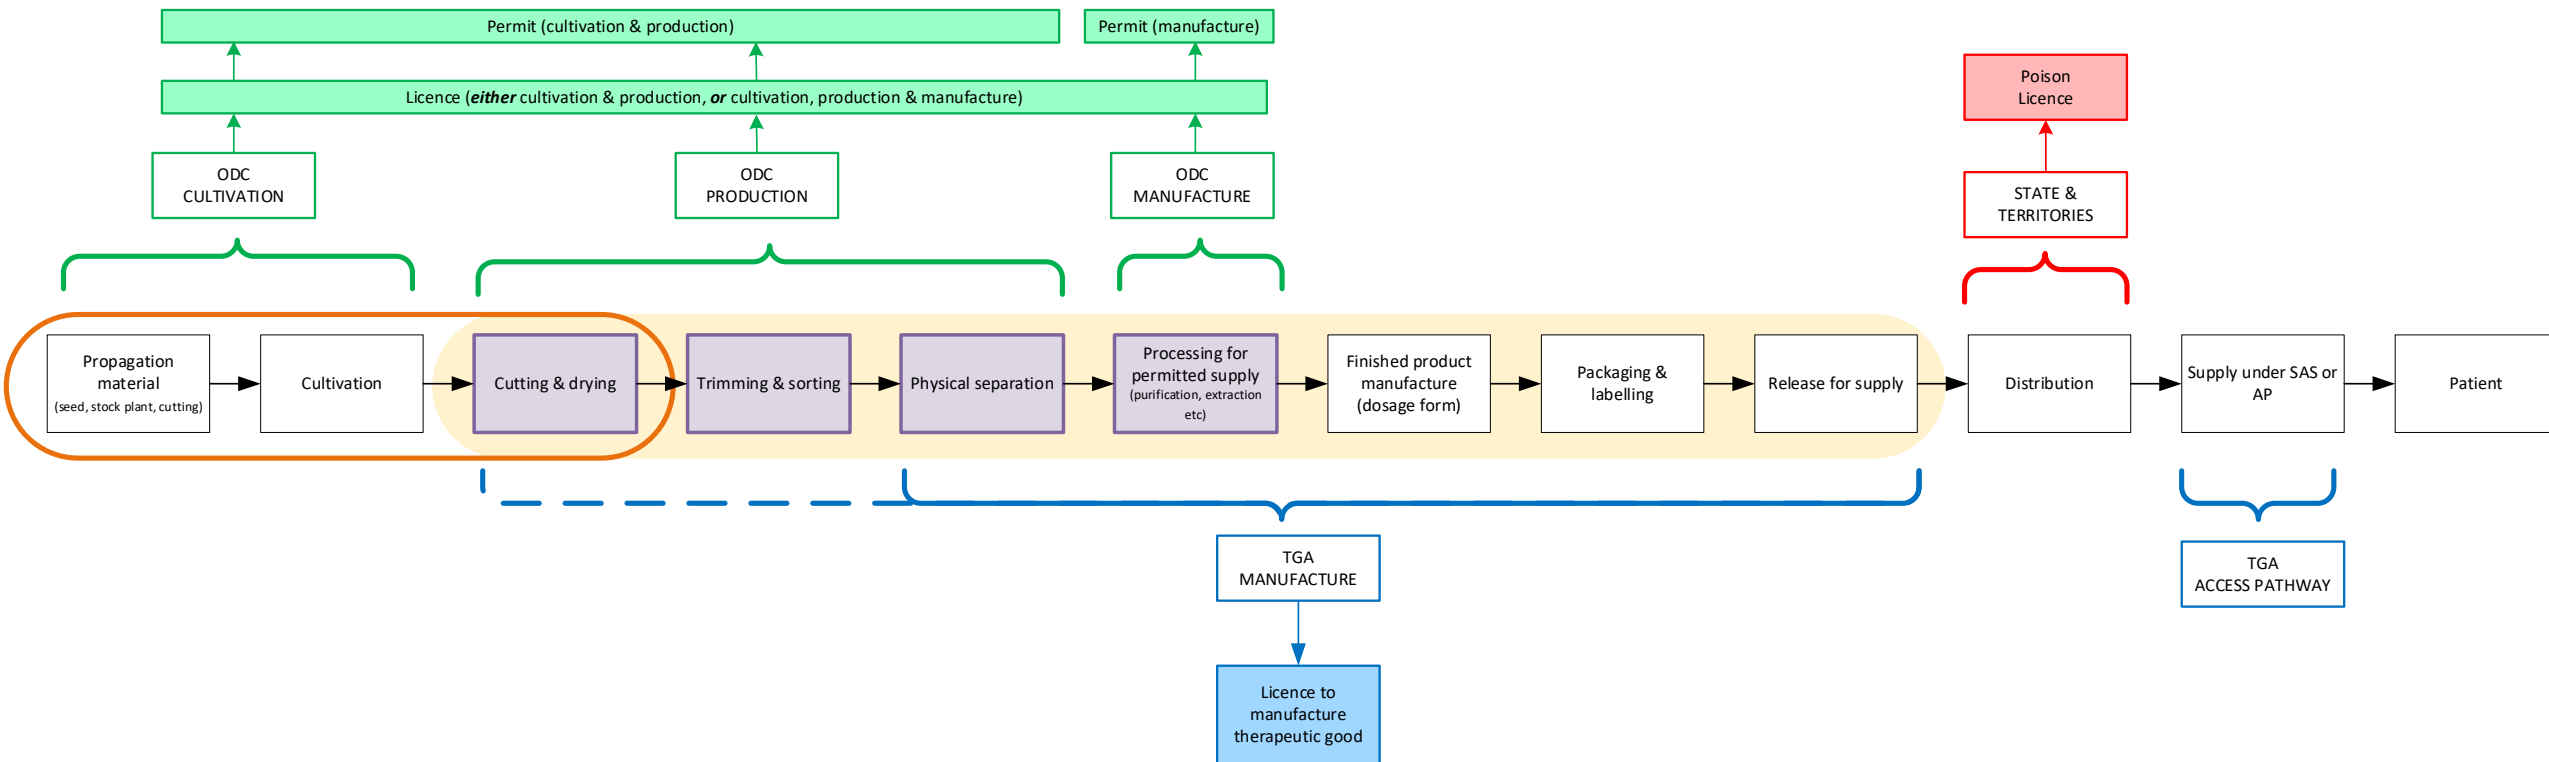 Permit (cultivation & production)
Permit (manufacture)
Licence (either cultivation & production, or cultivation, production & manufacture)
Poison
Licence
ODC
CULTIVATION
ODC
PRODUCTION
ODC
MANUFACTURE
STATE &
TERRITORIES
Propagation
material
(seed, stock plant, cutting)
Cultivation
Cutting & drying
Trimming & sorting
Physical separation
Processing for
permitted supply
(purification, extraction
etc)
Finished product
manufacture
(dosage form)
Packaging &
labelling
Release for supply
Distribution
Supply under SAS or
AP
Patient
TGA
MANUFACTURE
TGA
ACCESS PATHWAY
Licence to
manufacture
therapeutic good